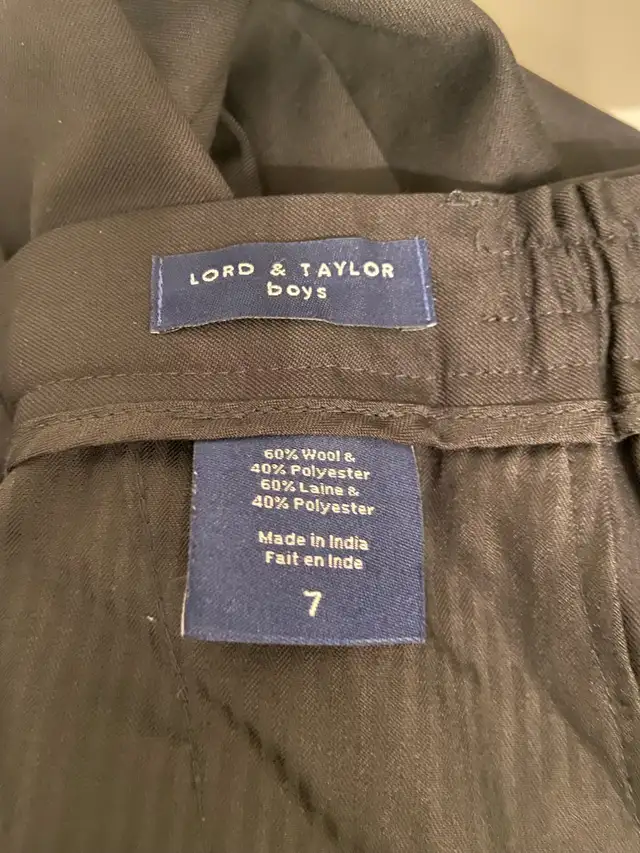 LORD & TAYLOR
boys
60% Wool &
40% Polyester
60% Laine &
40% Polyester
Made in India
Fait en Inde
7